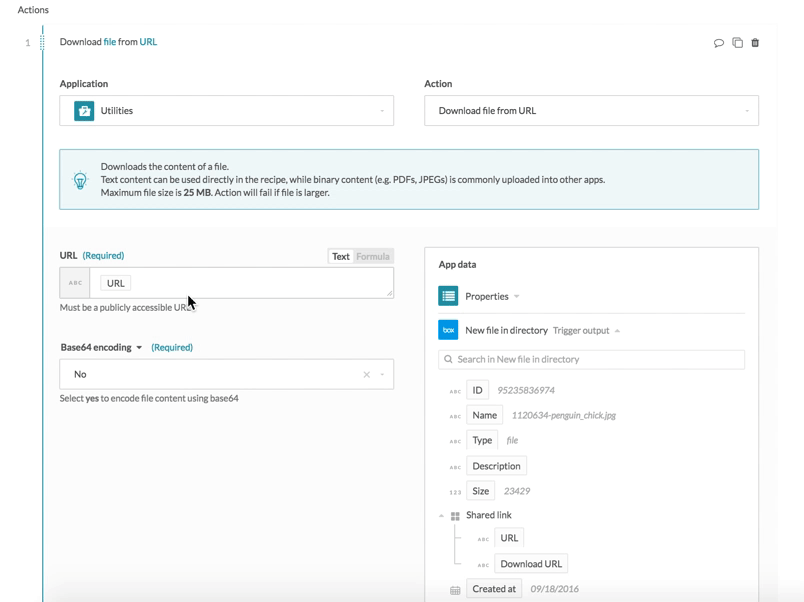 Actions
1
Download file from URL
Application
Action
Utilities
Download file from URL
Downloads the content of a file.
Text content can be used directly in the recipe, while binary content (e.g. PDFs, JPEGs) is commonly uploaded into other apps.
Maximum file size is 25 MB. Action will fail if file is larger.
URL (Required)
Text Formula
ABC URL
Must be a publicly accessible URL
Base64 encoding (Required)
No
Select yes to encode file content using base64
App data
Properties
box New file in directory Trigger output
Search in New file in directory
ABC ID 95235836974
ABC Name 1120634-penguin_chick.jpg
ABC Type file
ABC Description
123 Size 23429
Shared link
ABC URL
ABC Download URL
Created at 09/18/2016